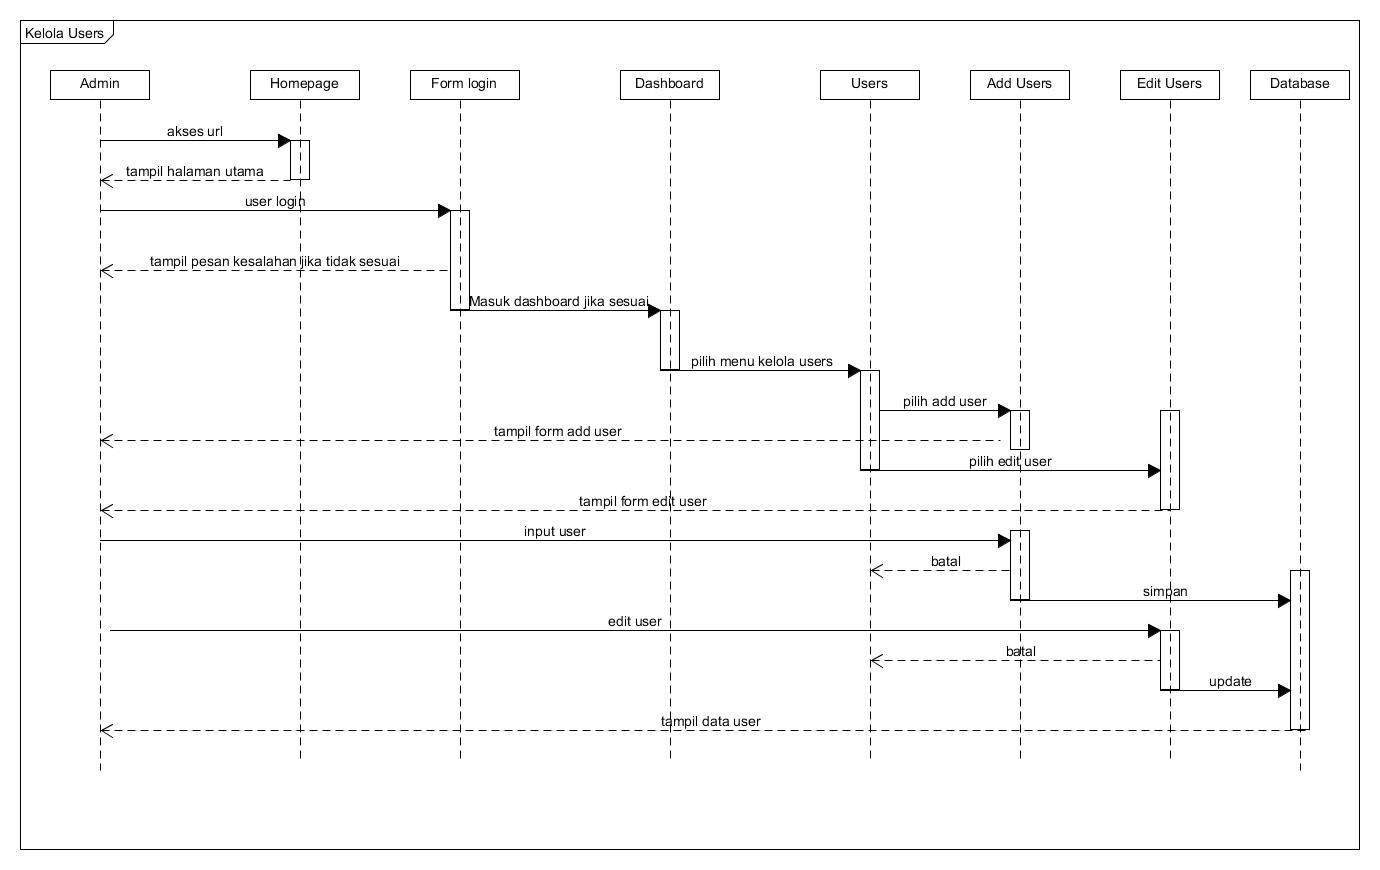 Kelola Users
Admin
Homepage
Form login
Dashboard
Users
Add Users
Edit Users
Database
akses url
tampil halaman utama
user login
tampil pesan kesalahan jika tidak sesuai
Masuk dashboard jika sesuai
pilih menu kelola users
pilih add user
tampil form add user
pilih edit user
tampil form edit user
input user
batal
simpan
edit user
batal
update
tampil data user